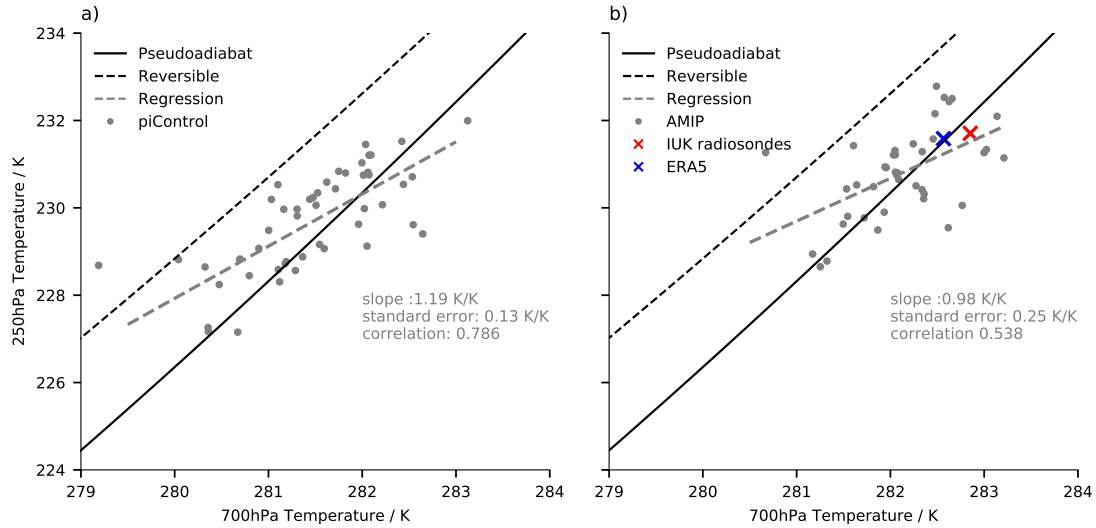 a)
234
232
230
228
226
224
250hPa Temperature / K
Pseudoadiabat
Reversible
Regression
piControl
slope :1.19 K/K
standard error: 0.13 K/K
correlation: 0.786
279
280
281
282
283
284
700hPa Temperature / K
b)
Pseudoadiabat
Reversible
Regression
AMIP
IUK radiosondes
ERA5
slope :0.98 K/K
standard error: 0.25 K/K
correlation 0.538
279
280
281
282
283
284
700hPa Temperature / K